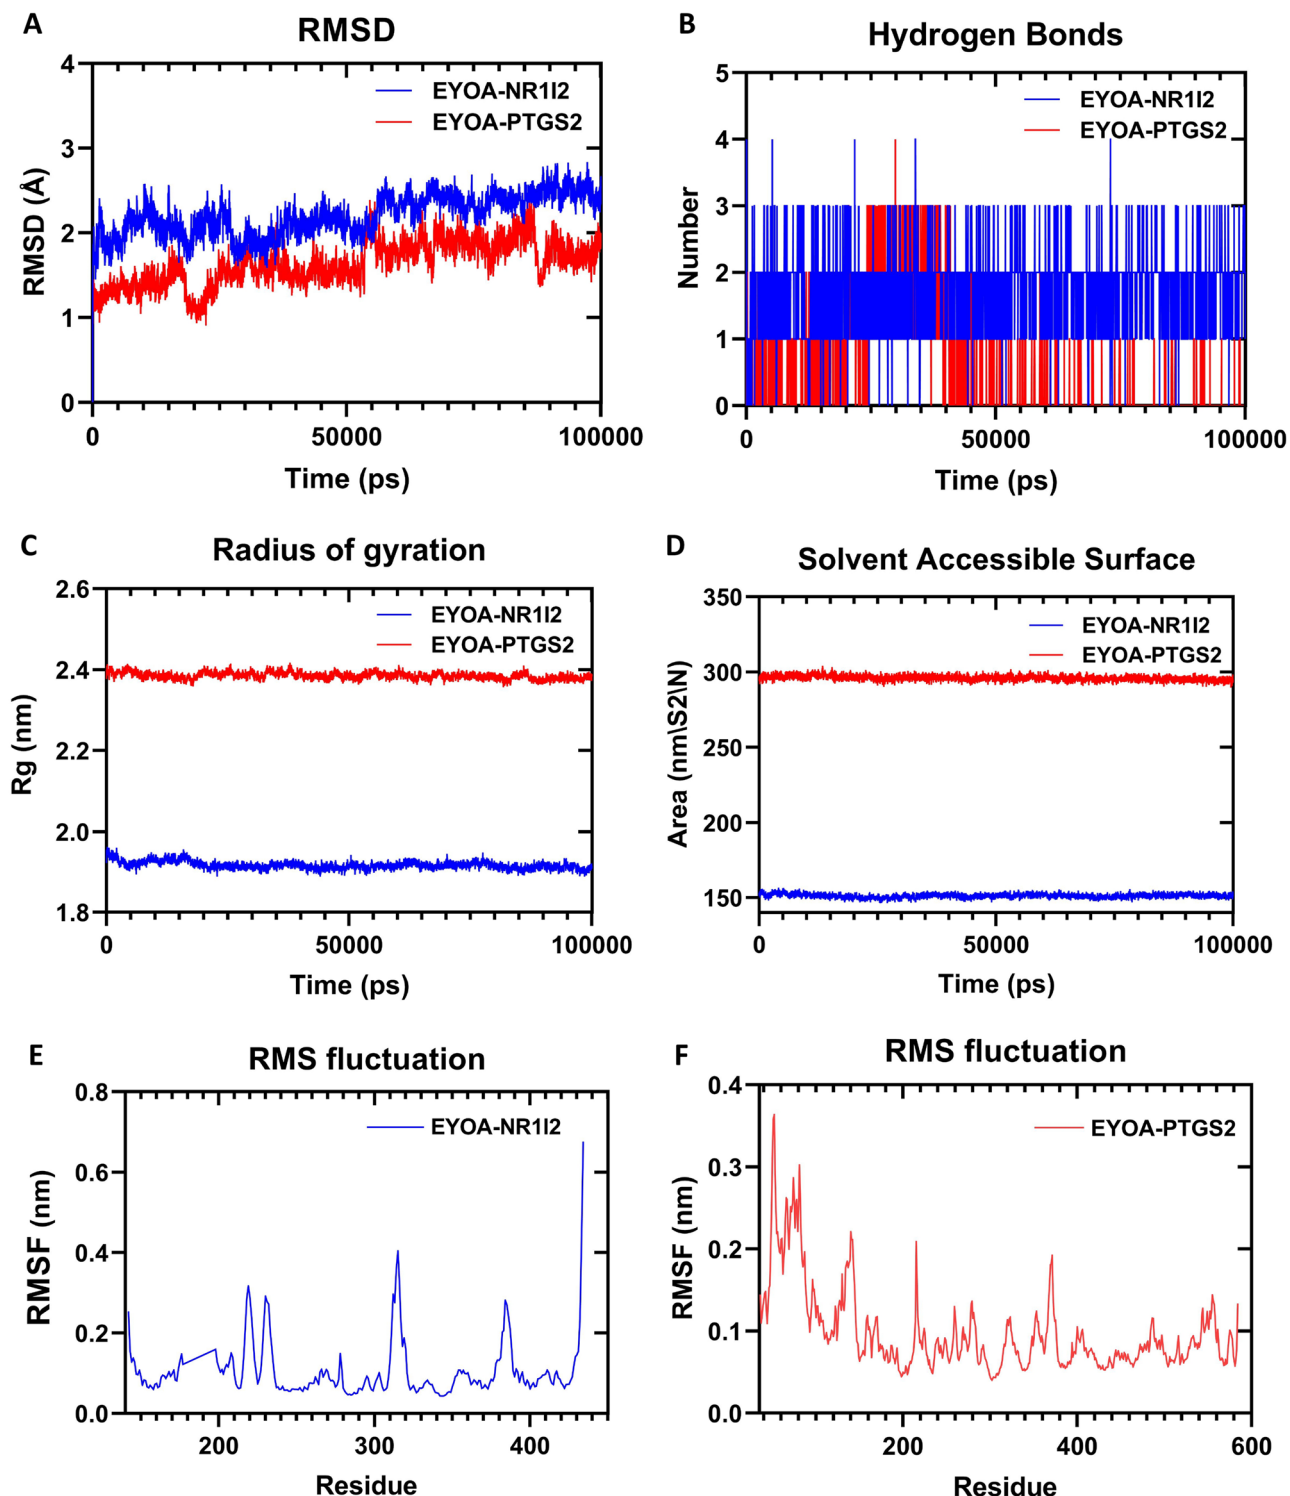 A
RMSD
EYOA-NR1I2
EYOA-PTGS2
4
3
2
1
0
RMSD (Å)
0
50000
100000
Time (ps)
B
Hydrogen Bonds
EYOA-NR1I2
EYOA-PTGS2
5
4
3
2
1
0
Number
0
50000
100000
Time (ps)
C
Radius of gyration
EYOA-NR1I2
EYOA-PTGS2
2.6
2.4
2.2
2.0
1.8
Rg (nm)
0
50000
100000
Time (ps)
D
Solvent Accessible Surface
EYOA-NR1I2
EYOA-PTGS2
350
300
250
200
150
Area (nm\S2\N)
0
50000
100000
Time (ps)
E
RMS fluctuation
EYOA-NR1I2
0.8
0.6
0.4
0.2
0.0
RMSF (nm)
200
300
400
Residue
F
RMS fluctuation
EYOA-PTGS2
0.4
0.3
0.2
0.1
0.0
RMSF (nm)
200
400
600
Residue